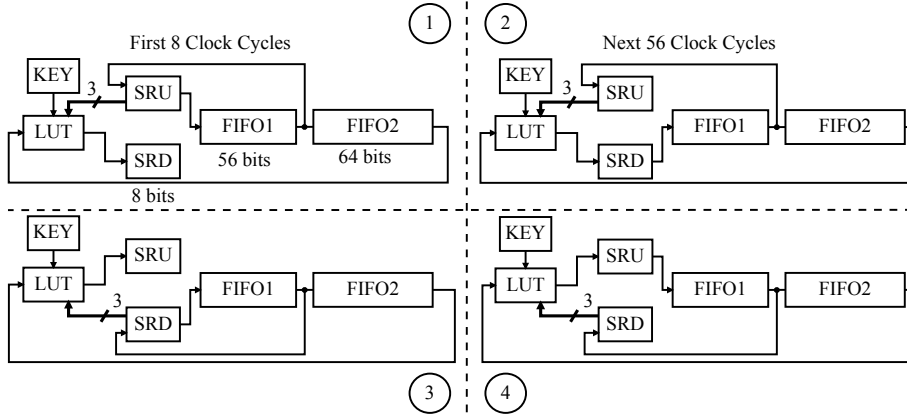 1
2
First 8 Clock Cycles
Next 56 Clock Cycles
KEY
3
SRU
LUT
FIFO1
FIFO2
SRD
56 bits
64 bits
8 bits
KEY
3
SRU
LUT
FIFO1
FIFO2
SRD
KEY
SRU
LUT
3
FIFO1
FIFO2
SRD
3
KEY
SRU
LUT
3
FIFO1
FIFO2
SRD
4